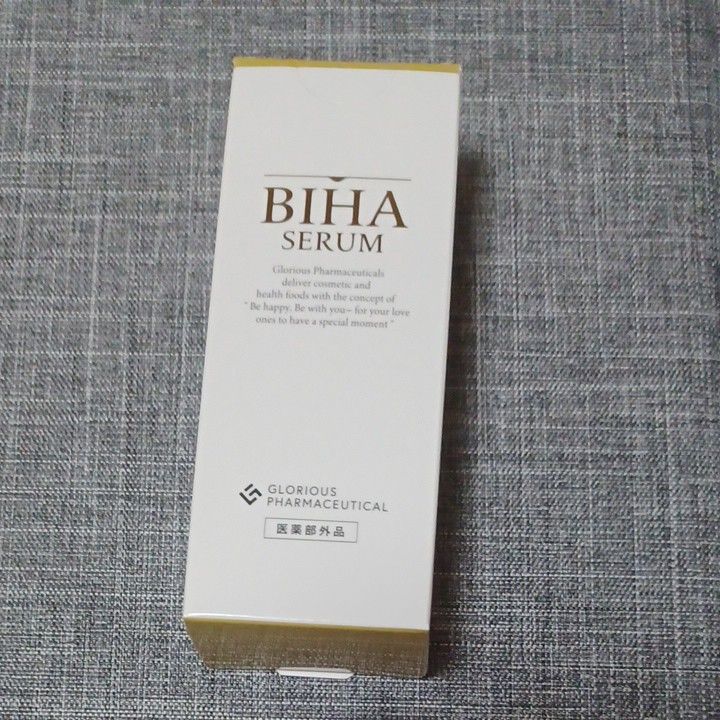 BIHA
SERUM
Glorious Pharmaceuticals
deliver cosmetic and
health foods with the concept of
" Be happy. Be with you~ for your love
ones to have a special moment "
GLORIOUS
PHARMACEUTICAL
医薬部外品